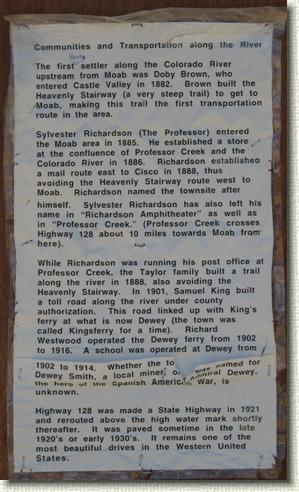 Communities and Transportation along the River
The first settler along the Colorado River
upstream from Moab was Doby Brown, who
entered Castle Valley in 1882. Brown built the
Heavenly Stairway (a very steep trail) to get to
Moab, making this trail the first transportation
route in the area.
Sylvester Richardson (The Professor) entered
the Moab area in 1885. He established a store
at the confluence of Professor Creek and the
Colorado River in 1886. Richardson established
a mail route east to Cisco in 1888, thus
avoiding the Heavenly Stairway route west to
Moab. Richardson named the townsite after
himself. Sylvester Richardson has also left his
name in "Richardson Amphitheater" as well as
in "Professor Creek." (Professor Creek crosses
Highway 128 about 10 miles towards Moab from
here).
While Richardson was running his post office at
Professor Creek, the Taylor family built a trail
along the river in 1888, also avoiding the
Heavenly Stairway. In 1901, Samuel King built
a toll road along the river under county
authorization. This road linked up with King's
ferry at what is now Dewey (the town was
called Kingsferry for a time). Richard
Westwood operated the Dewey ferry from 1902
to 1916. A school was operated at Dewey from
1902 to 1914. Whether the to was named for
Dewey Smith, a local miner, or Admiral Dewey,
the hero of the Spanish American War, is
unknown.
Highway 128 was made a State Highway in 1921
and rerouted above the high water mark shortly
thereafter. It was paved sometime in the late
1920's or early 1930's. It remains one of the
most beautiful drives in the Western United
States.